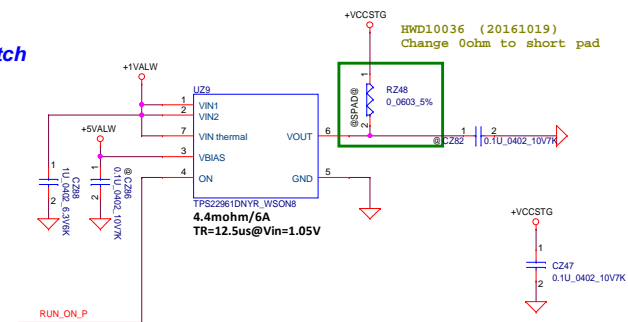 +VCCSTG
HWD10036 (20161019)
Change 0ohm to short pad
tch
+1VALW
UZ9
1
2
VIN1
VIN2
7
VIN thermal
VOUT
6
+5VALW
3
VBIAS
4
ON
GND
5
TPS22961DNYR_WSON8
4.4mohm/6A
TR=12.5us@Vin=1.05V
1
@SPAD@
2
RZ48
0_0603_5%
@CZ82
1
2
0.1U_0402_10V7K
1
2
CZ88
1U_0402_6.3V6K
1
2
@CZ86
0.1U_0402_10V7K
+VCCSTG
1
CZ47
0.1U_0402_10V7K
2
RUN_ON_P